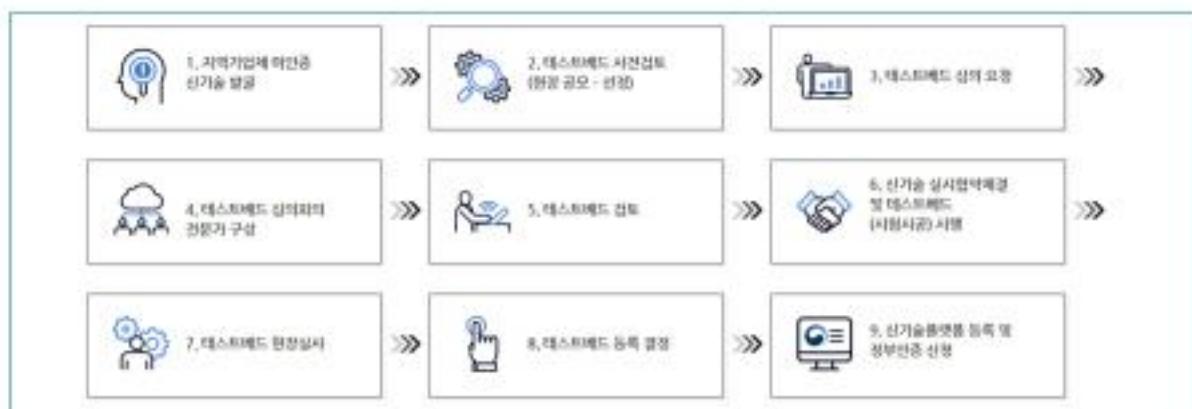 1. 지역기업체 미인증
신기술 발굴
2. 테스트베드 사전검토
(현장 공모 - 선정)
3. 테스트베드 심의 요청
4. 테스트베드 심의회의
전문가 구성
5. 테스트베드 검토
6. 신기술 실시협약체결
및 테스트베드
(시험시공) 시행
7. 테스트베드 현장실사
8. 테스트베드 등록 결정
9. 신기술플랫폼 등록 및
정부인증 신청